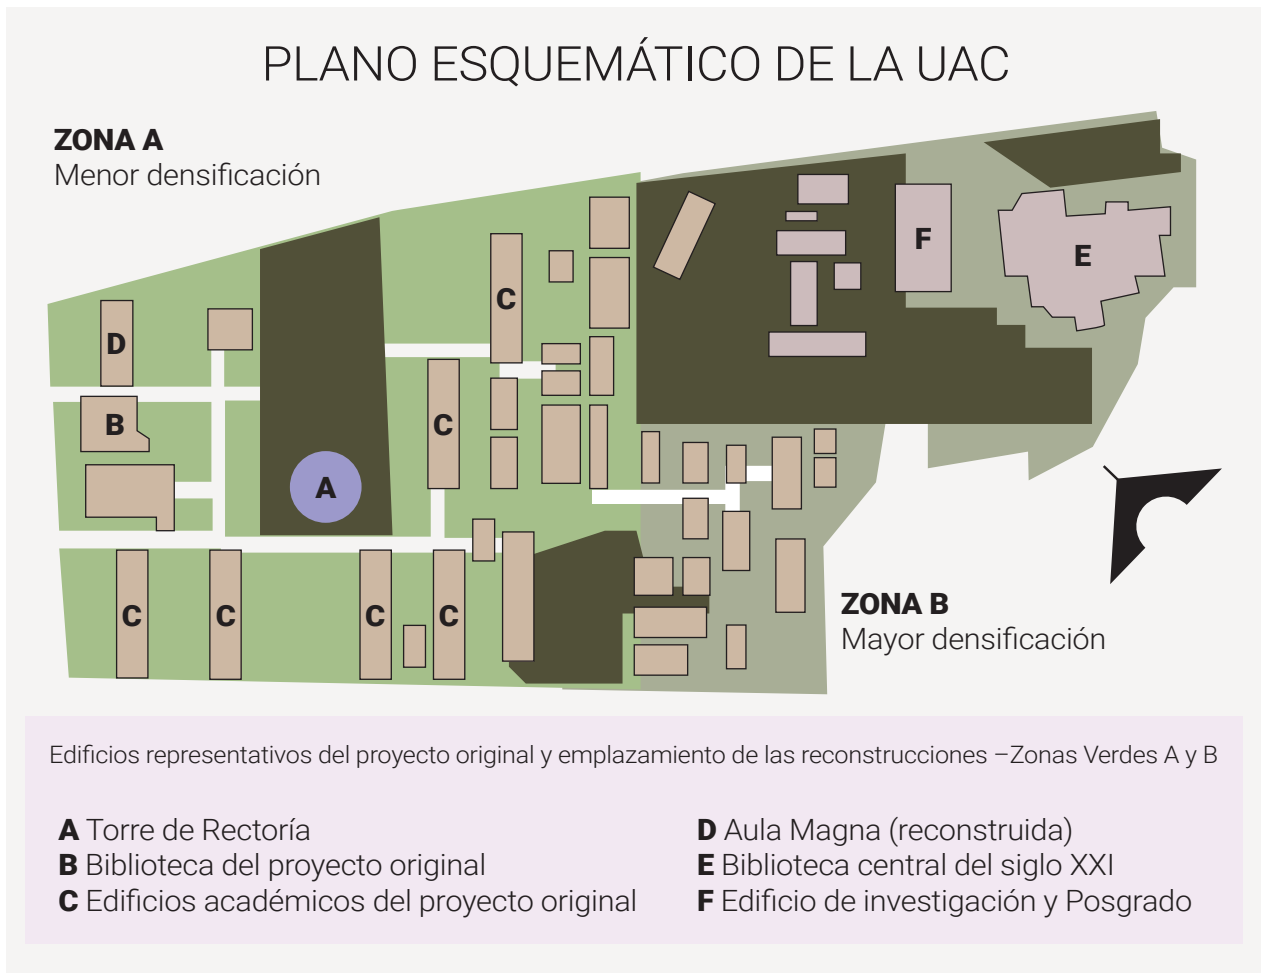 PLANO ESQUEMÁTICO DE LA UAC
ZONA A
Menor densificación
F
E
C
D
B
C
A
C
C
C
C
ZONA B
Mayor densificación
Edificios representativos del proyecto original y emplazamiento de las reconstrucciones –Zonas Verdes A y B
A Torre de Rectoría
B Biblioteca del proyecto original
C Edificios académicos del proyecto original
D Aula Magna (reconstruida)
E Biblioteca central del siglo XXI
F Edificio de investigación y Posgrado